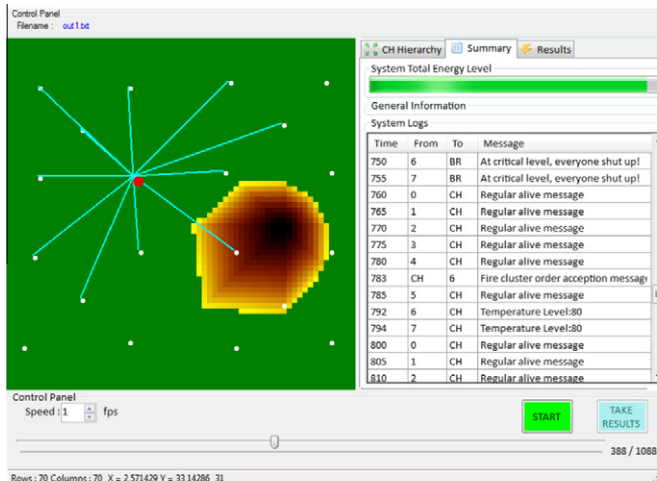 Control Panel
Filename : out1.txt
CH Hierarchy Summary Results
System Total Energy Level
General Information
System Logs
Time From To Message
750 6 BR At critical level, everyone shut up!
755 7 BR At critical level, everyone shut up!
760 0 CH Regular alive message
765 1 CH Regular alive message
770 2 CH Regular alive message
775 3 CH Regular alive message
780 4 CH Regular alive message
783 CH 6 Fire cluster order acception message
785 5 CH Regular alive message
792 6 CH Temperature Level:80
794 7 CH Temperature Level:80
800 0 CH Regular alive message
805 1 CH Regular alive message
810 2 CH Regular alive message
Control Panel
Speed : 1 fps
START
TAKE
RESULTS
388 / 1088
Rows : 70 Columns : 70 X = 2.571429 Y = 33.14286 31